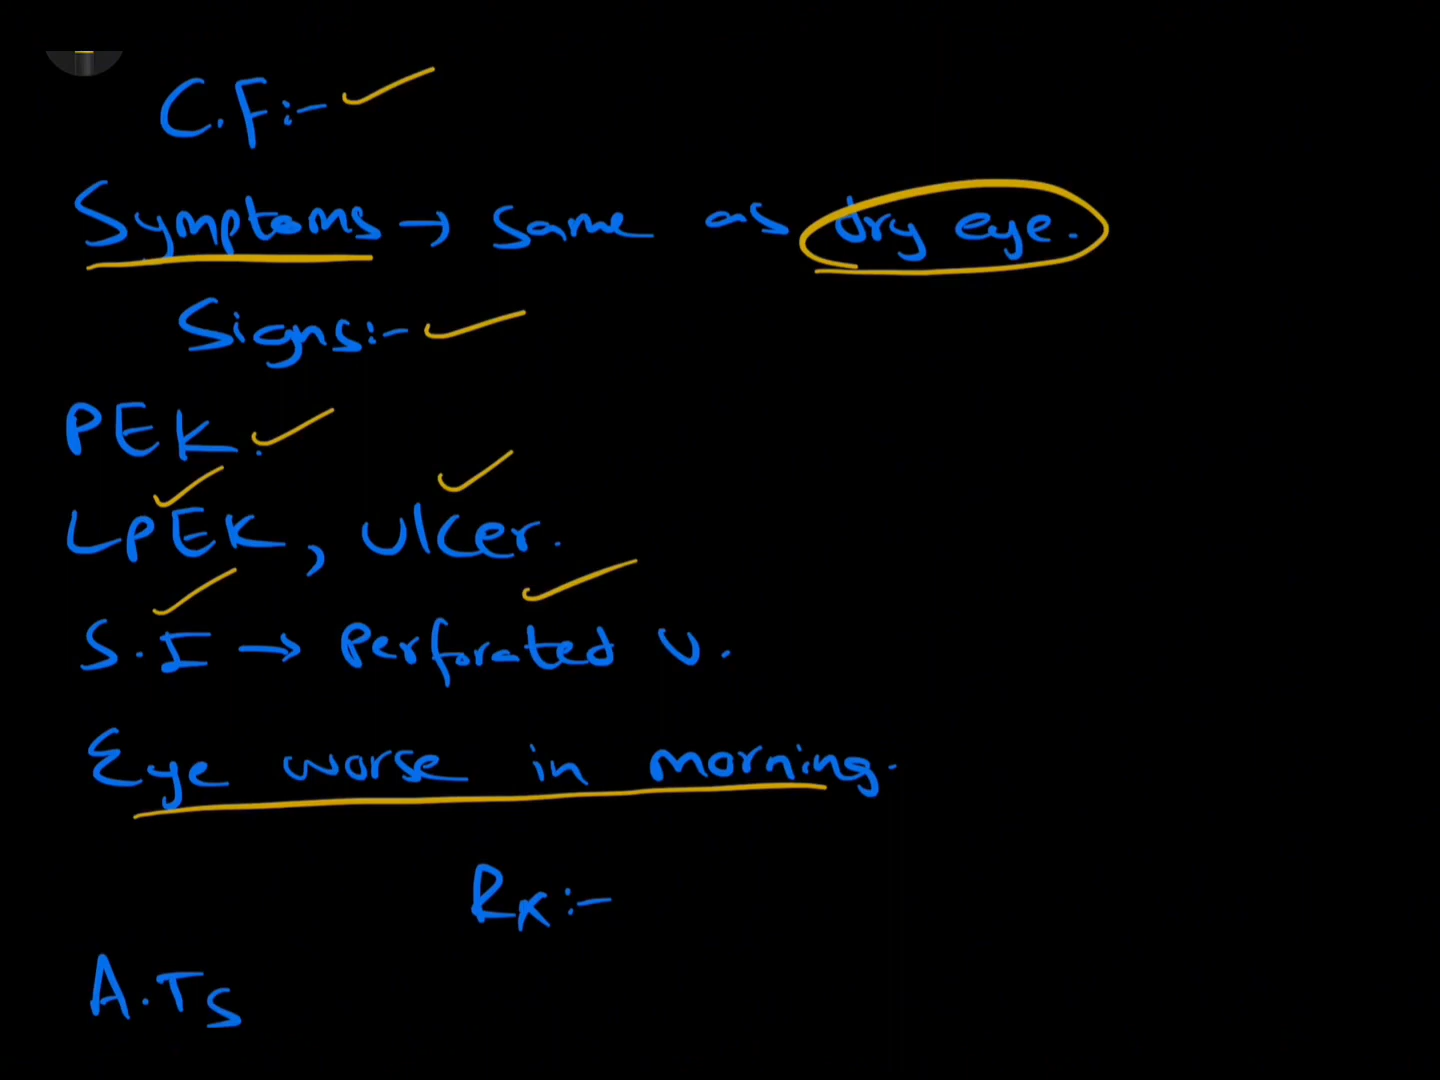 C.F:-
Symptoms → same as dry eye.
Signs:-
PEK.
LPEK, Ulcer.
S.I → Perforated U.
Eye worse in morning.
Rx:-
A.Ts